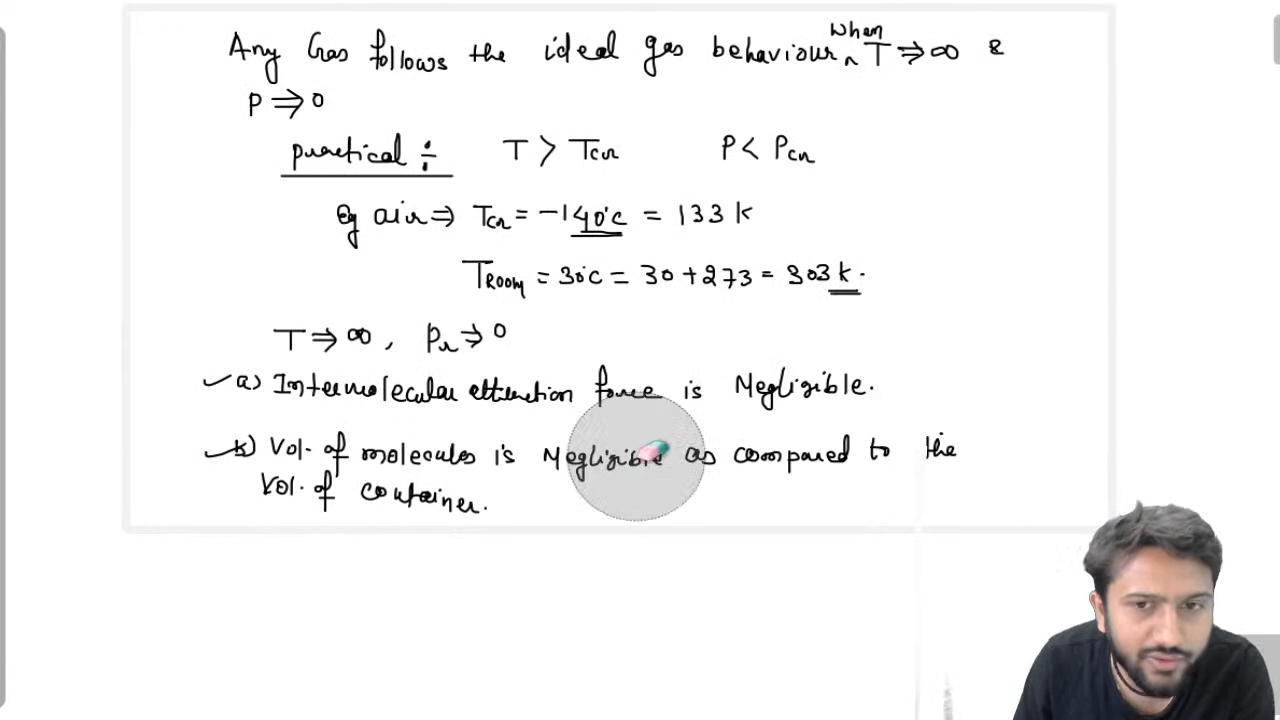 Any Gas follows the ideal gas behaviour when T ⇒ ∞ &
P ⇒ 0
practical ÷ T > Tcr P < Pcr
eg air ⇒ Tcr = -140°c = 133 k
TRoom = 30°c = 30 + 273 = 303 k.
T ⇒ ∞, Pr ⇒ 0
a) Intermolecular attraction force is Negligible.
b) Vol. of molecules is Negligible as compared to the
Vol. of container.